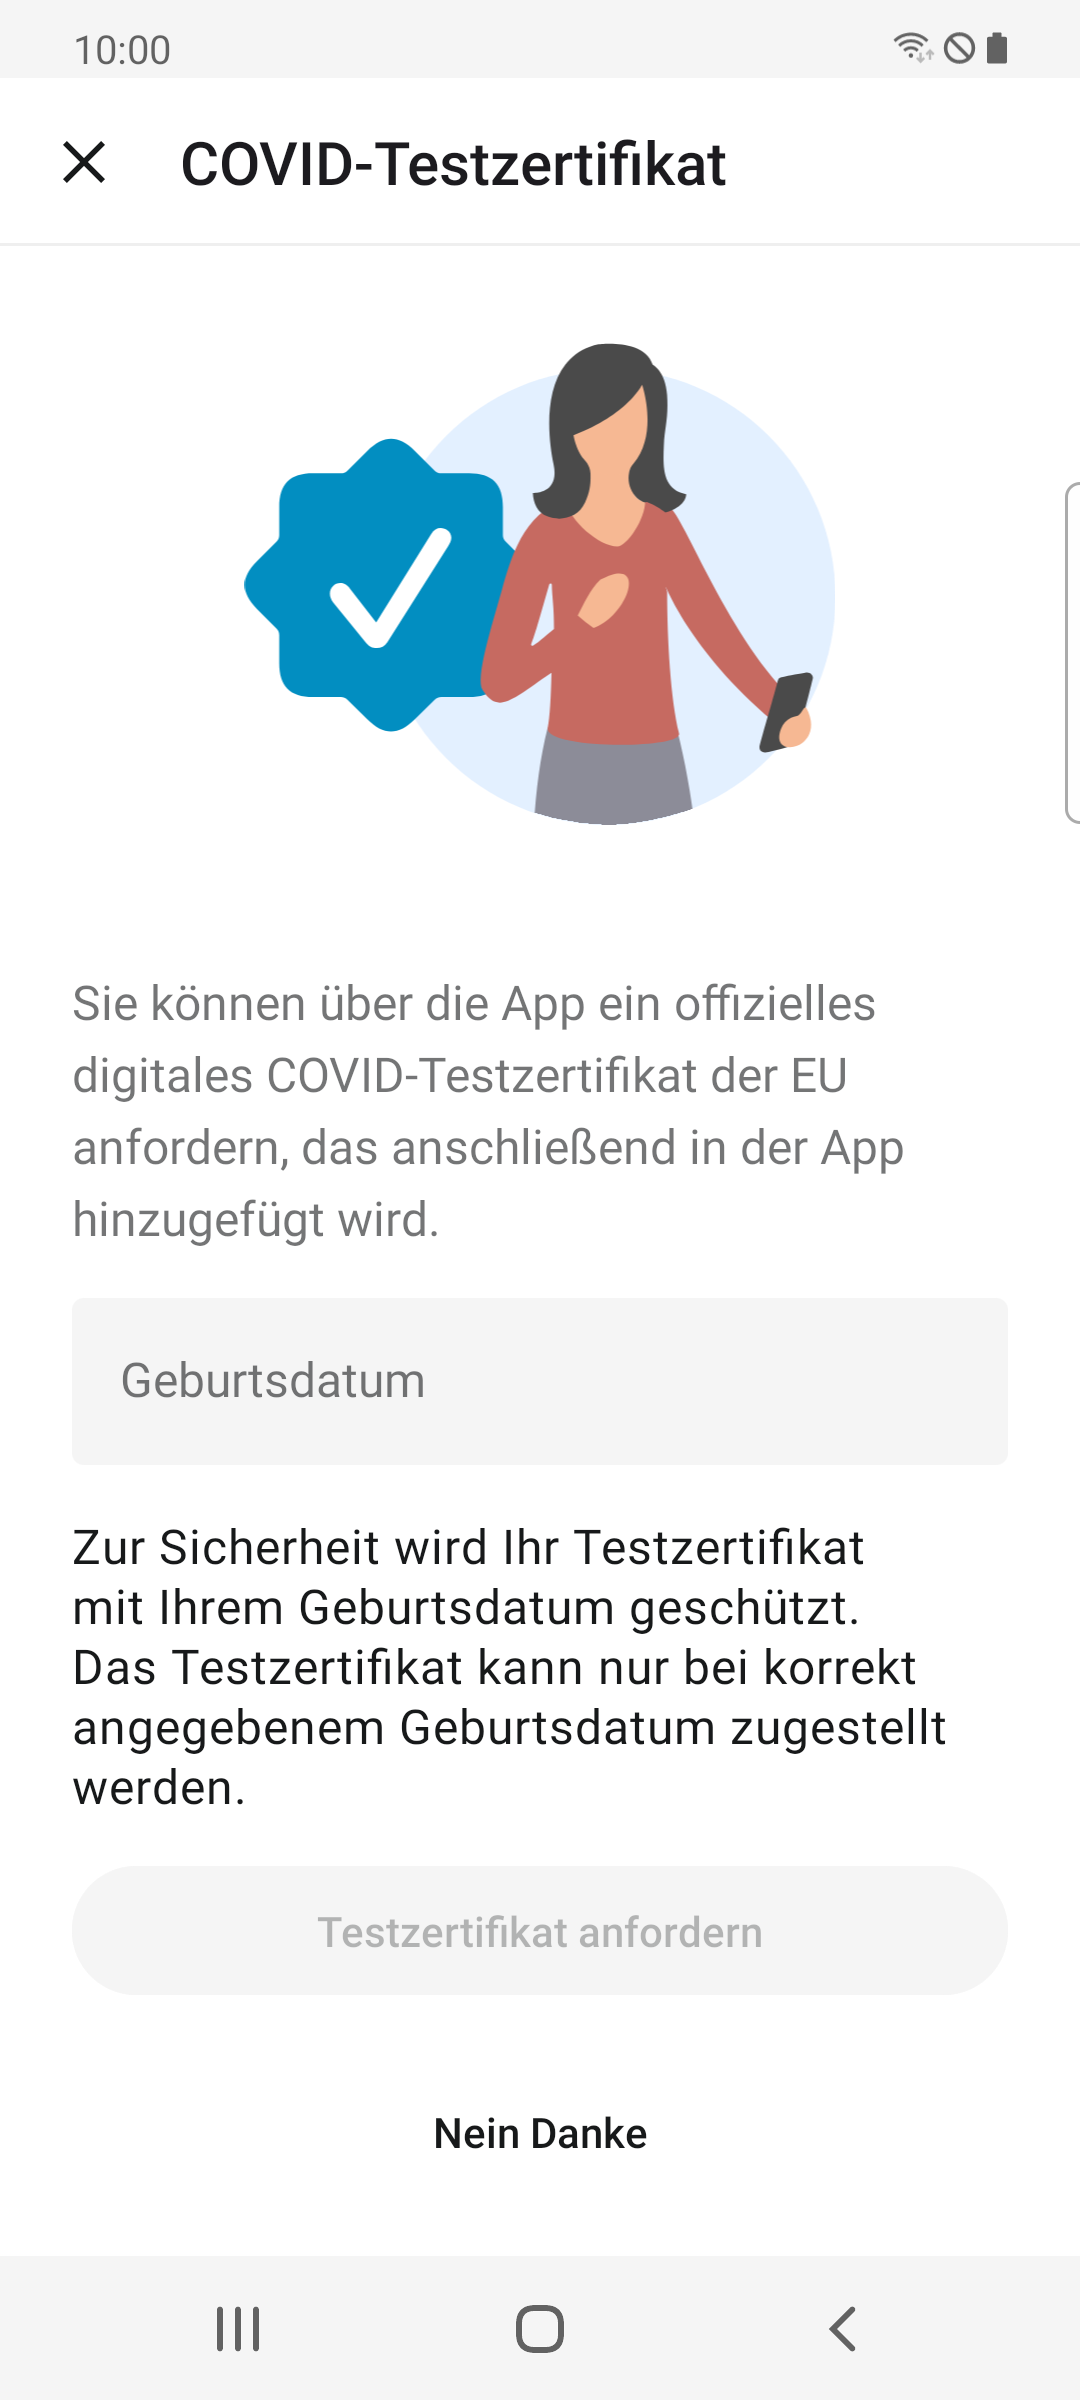 10:00
COVID-Testzertifikat
Sie können über die App ein offizielles
digitales COVID-Testzertifikat der EU
anfordern, das anschließend in der App
hinzugefügt wird.
Geburtsdatum
Zur Sicherheit wird Ihr Testzertifikat
mit Ihrem Geburtsdatum geschützt.
Das Testzertifikat kann nur bei korrekt
angegebenem Geburtsdatum zugestellt
werden.
Testzertifikat anfordern
Nein Danke